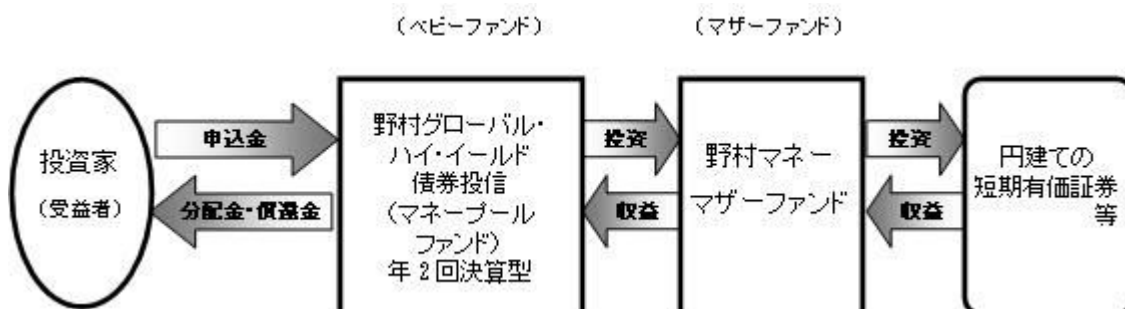 （ベビーファンド）
（マザーファンド）
投資家
（受益者）
申込金
分配金・償還金
野村グローバル・
ハイ・イールド
債券投信
（マネープール
ファンド）
年２回決算型
投資
収益
野村マネー
マザーファンド
投資
収益
円建ての
短期有価証券
等